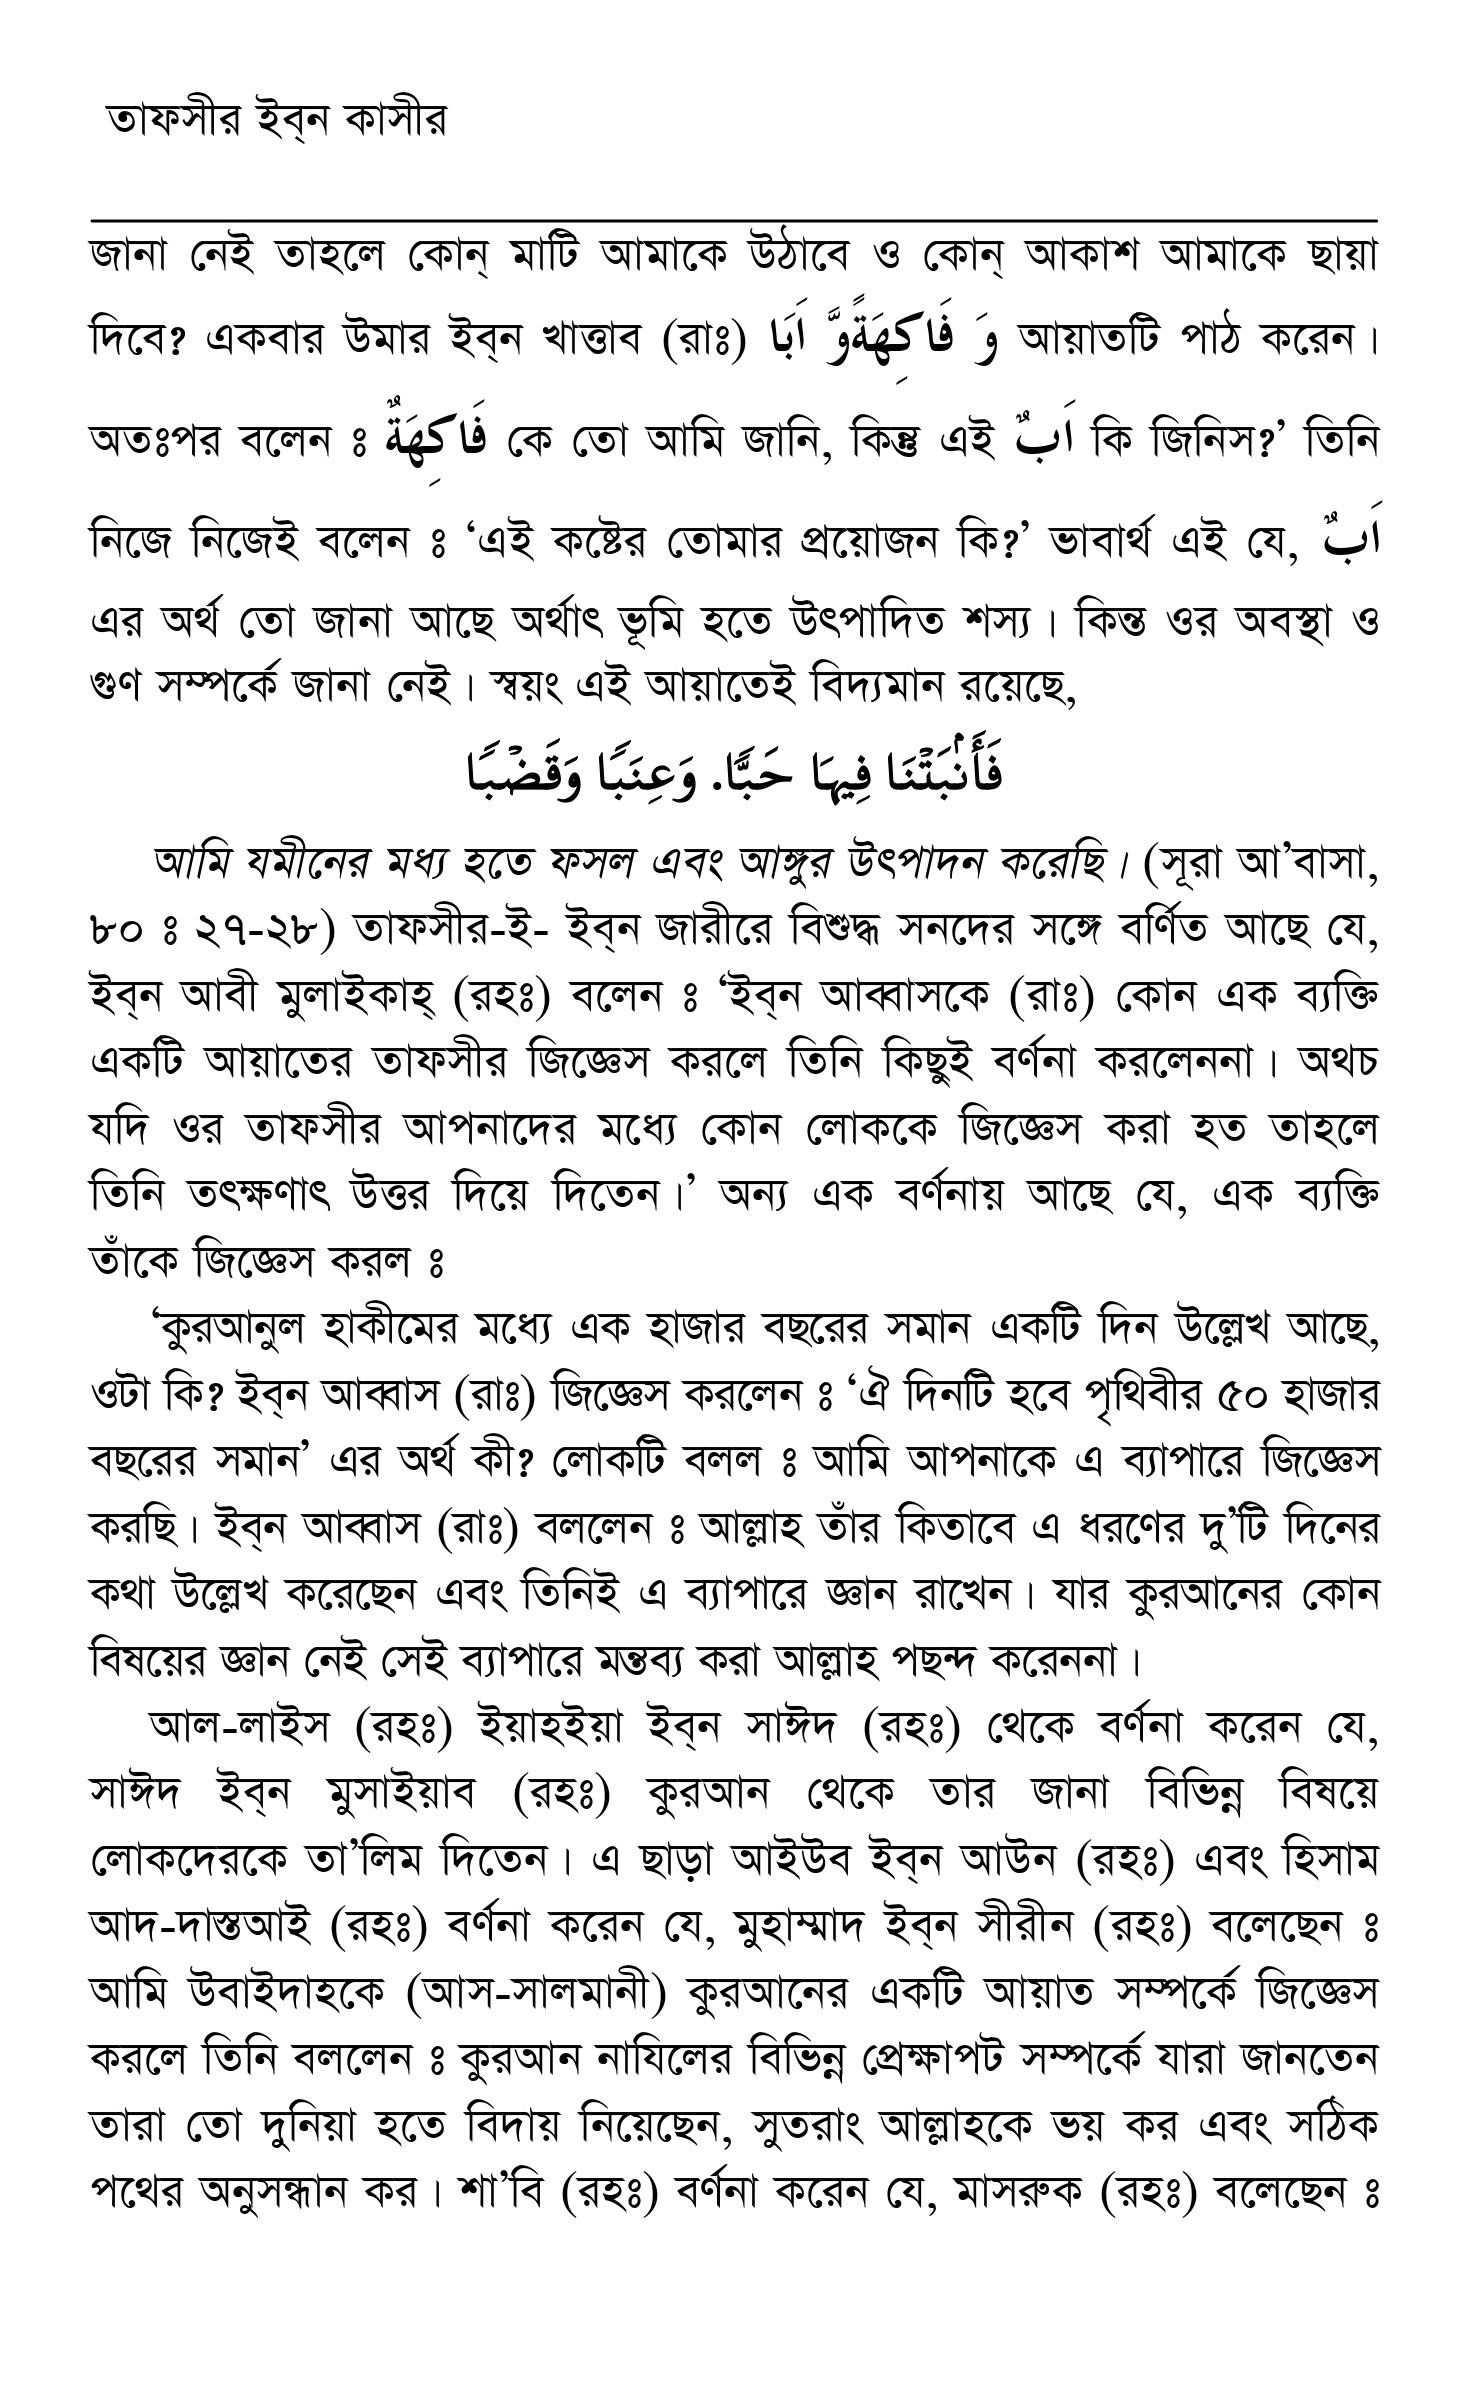 তাফসীর ইব্‌ন কাসীর
জানা নেই তাহলে কোন্ মাটি আমাকে উঠাবে ও কোন্ আকাশ আমাকে ছায়া
দিবে? একবার উমার ইব্‌ন খাত্তাব (রাঃ) وَ فَاكِهَةًوَّ اَبَا আয়াতটি পাঠ করেন।
অতঃপর বলেন ঃ فَاكِهَةٌ কে তো আমি জানি, কিন্তু এই اَبٌ কি জিনিস?’ তিনি
নিজে নিজেই বলেন ঃ ‘এই কষ্টের তোমার প্রয়োজন কি?’ ভাবার্থ এই যে, اَبٌ
এর অর্থ তো জানা আছে অর্থাৎ ভূমি হতে উৎপাদিত শস্য। কিন্ত ওর অবস্থা ও
গুণ সম্পর্কে জানা নেই। স্বয়ং এই আয়াতেই বিদ্যমান রয়েছে,
فَأَنۢبَتۡنَا فِيهَا حَبًّا. وَعِنَبًا وَقَضۡبًا
আমি যমীনের মধ্য হতে ফসল এবং আঙ্গুর উৎপাদন করেছি। (সূরা আ’বাসা,
৮০ ঃ ২৭-২৮) তাফসীর-ই- ইব্‌ন জারীরে বিশুদ্ধ সনদের সঙ্গে বর্ণিত আছে যে,
ইব্‌ন আবী মুলাইকাহ্ (রহঃ) বলেন ঃ ‘ইব্‌ন আব্বাসকে (রাঃ) কোন এক ব্যক্তি
একটি আয়াতের তাফসীর জিজ্ঞেস করলে তিনি কিছুই বর্ণনা করলেননা। অথচ
যদি ওর তাফসীর আপনাদের মধ্যে কোন লোককে জিজ্ঞেস করা হত তাহলে
তিনি তৎক্ষণাৎ উত্তর দিয়ে দিতেন।’ অন্য এক বর্ণনায় আছে যে, এক ব্যক্তি
তাঁকে জিজ্ঞেস করল ঃ
‘কুরআনুল হাকীমের মধ্যে এক হাজার বছরের সমান একটি দিন উল্লেখ আছে,
ওটা কি? ইব্‌ন আব্বাস (রাঃ) জিজ্ঞেস করলেন ঃ ‘ঐ দিনটি হবে পৃথিবীর ৫০ হাজার
বছরের সমান’ এর অর্থ কী? লোকটি বলল ঃ আমি আপনাকে এ ব্যাপারে জিজ্ঞেস
করছি। ইব্‌ন আব্বাস (রাঃ) বললেন ঃ আল্লাহ তাঁর কিতাবে এ ধরণের দু’টি দিনের
কথা উল্লেখ করেছেন এবং তিনিই এ ব্যাপারে জ্ঞান রাখেন। যার কুরআনের কোন
বিষয়ের জ্ঞান নেই সেই ব্যাপারে মন্তব্য করা আল্লাহ পছন্দ করেননা।
আল-লাইস (রহঃ) ইয়াহইয়া ইব্‌ন সাঈদ (রহঃ) থেকে বর্ণনা করেন যে,
সাঈদ ইব্‌ন মুসাইয়াব (রহঃ) কুরআন থেকে তার জানা বিভিন্ন বিষয়ে
লোকদেরকে তা’লিম দিতেন। এ ছাড়া আইউব ইব্‌ন আউন (রহঃ) এবং হিসাম
আদ-দাস্তআই (রহঃ) বর্ণনা করেন যে, মুহাম্মাদ ইব্‌ন সীরীন (রহঃ) বলেছেন ঃ
আমি উবাইদাহকে (আস-সালমানী) কুরআনের একটি আয়াত সম্পর্কে জিজ্ঞেস
করলে তিনি বললেন ঃ কুরআন নাযিলের বিভিন্ন প্রেক্ষাপট সম্পর্কে যারা জানতেন
তারা তো দুনিয়া হতে বিদায় নিয়েছেন, সুতরাং আল্লাহকে ভয় কর এবং সঠিক
পথের অনুসন্ধান কর। শা’বি (রহঃ) বর্ণনা করেন যে, মাসরুক (রহঃ) বলেছেন ঃ